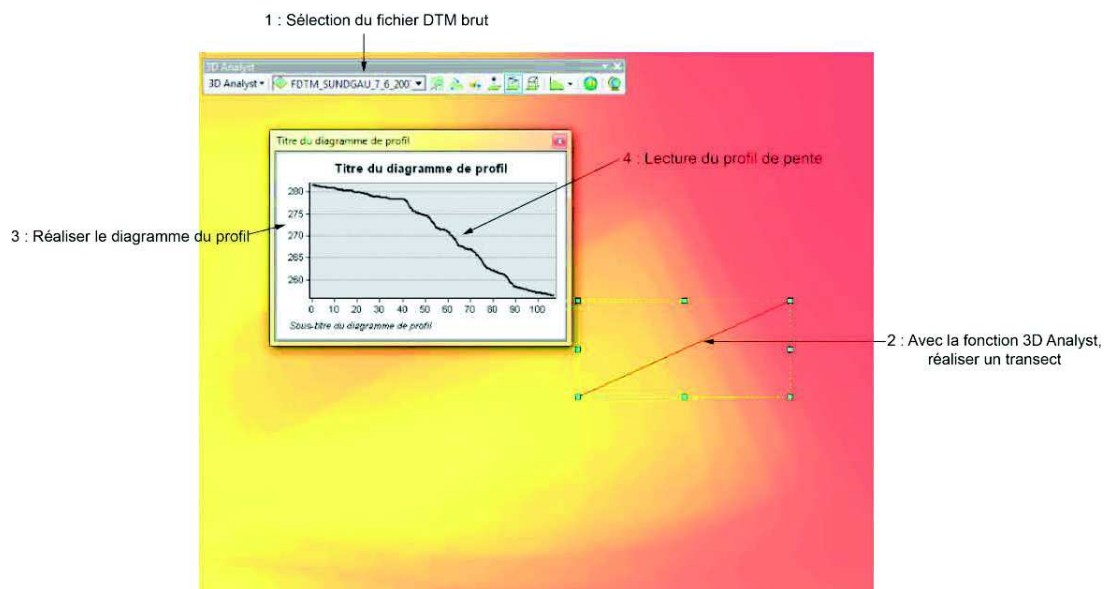 1 : Sélection du fichier DTM brut
3D Analyst
3D Analyst
FDTM_SUNDGAU_7_6_200
Titre du diagramme de profil
Titre du diagramme de profil
4 : Lecture du profil de pente
280
275
270
265
260
3 : Réaliser le diagramme du profil
0 10 20 30 40 50 60 70 80 90 100
Sous-titre du diagramme de profil
2 : Avec la fonction 3D Analyst,
réaliser un transect